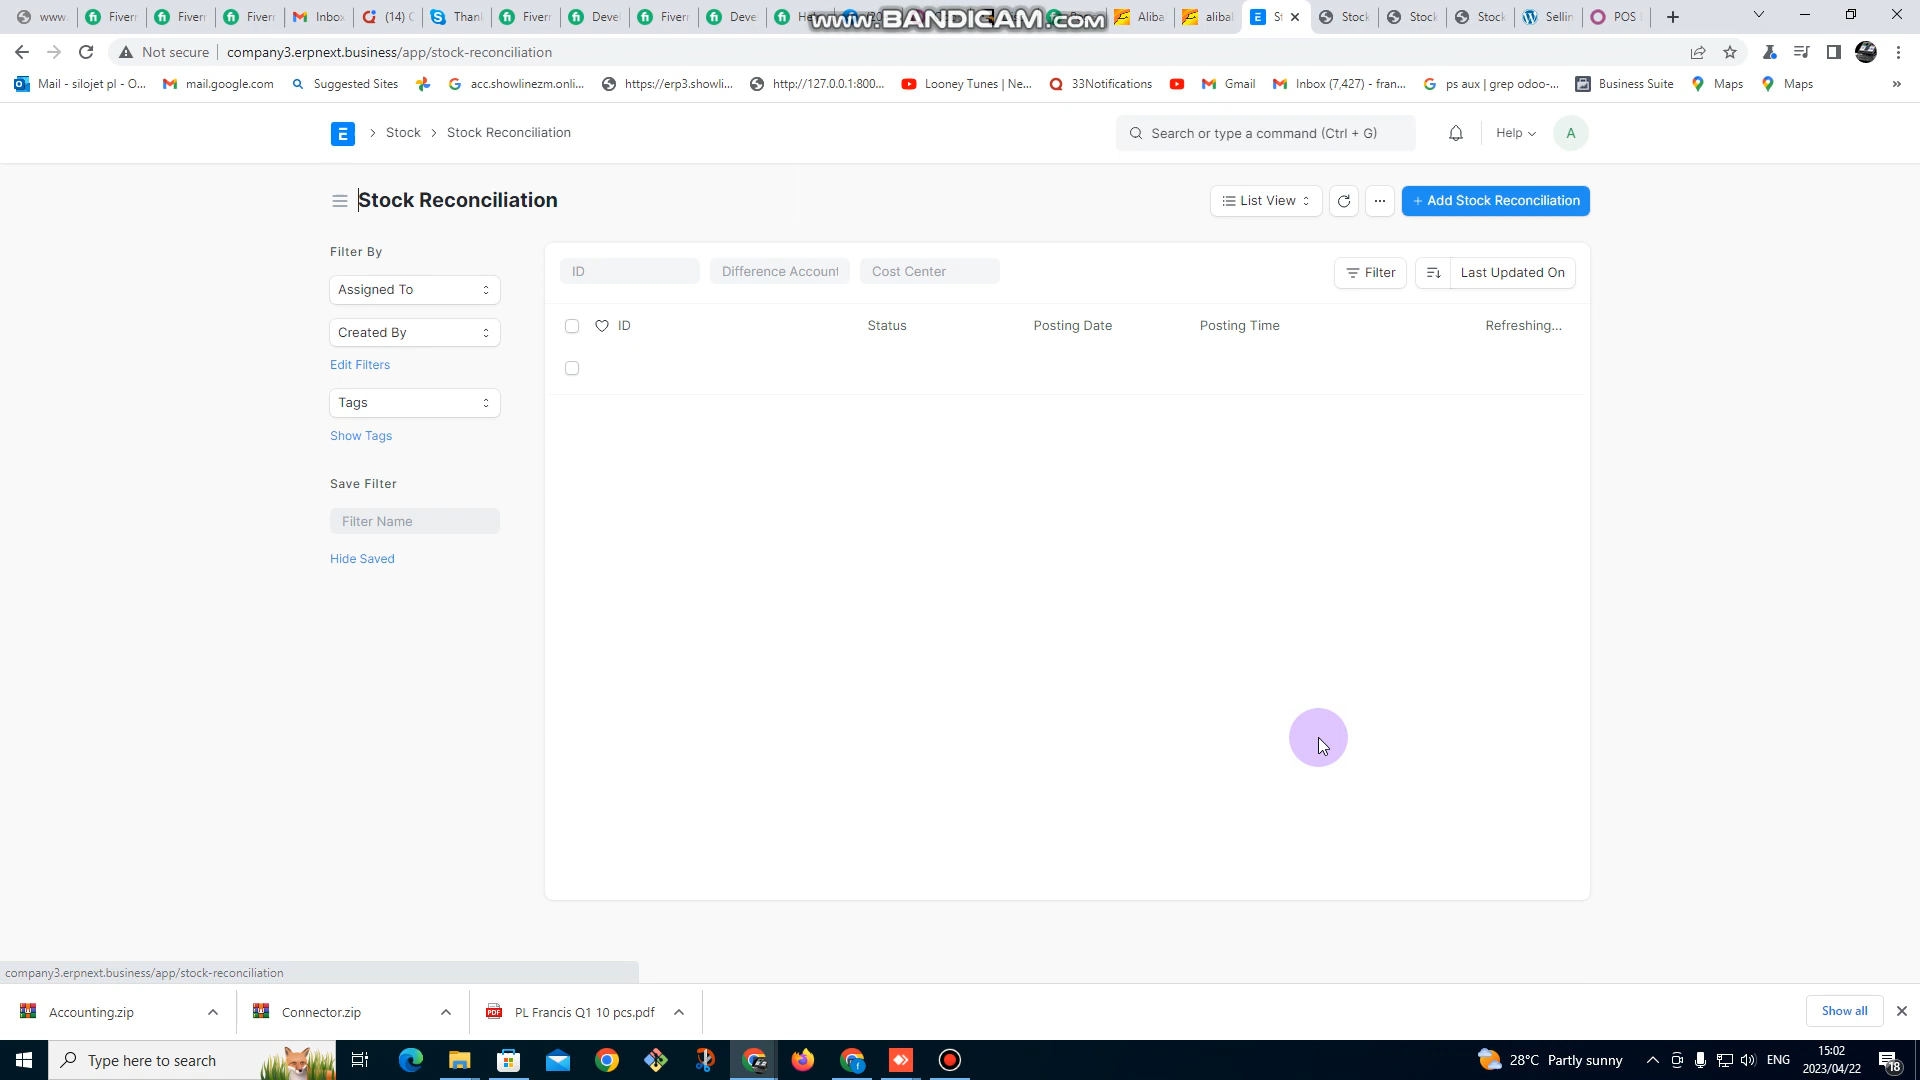 www.
Fiverr
Fiverr
Fiverr
Inbox
(14) Q
Thank
Fiverr
Deve
Fiverr
Deve
www.BANDICAM.com
Aliba
alibal
St
Stock
Stock
Stock
Sellin
POS
Not secure
company3.erpnext.business/app/stock-reconciliation
Mail - silojet pl - O...
mail.google.com
Suggested Sites
acc.showlinezm.onli...
https://erp3.showli...
http://127.0.0.1:800...
Looney Tunes | Ne...
33Notifications
Gmail
Inbox (7,427) - fran...
ps aux | grep odoo-...
Business Suite
Maps
Maps
E > Stock > Stock Reconciliation
Search or type a command (Ctrl + G)
Help
A
Stock Reconciliation
List View
+ Add Stock Reconciliation
Filter By
Assigned To
Created By
Edit Filters
Tags
Show Tags
Save Filter
Filter Name
Hide Saved
ID
Difference Account
Cost Center
Filter
Last Updated On
ID
Status
Posting Date
Posting Time
Refreshing...
company3.erpnext.business/app/stock-reconciliation
Accounting.zip
Connector.zip
PDF
PL Francis Q1 10 pcs.pdf
Show all
Type here to search
28°C Partly sunny
ENG
15:02
2023/04/22
18